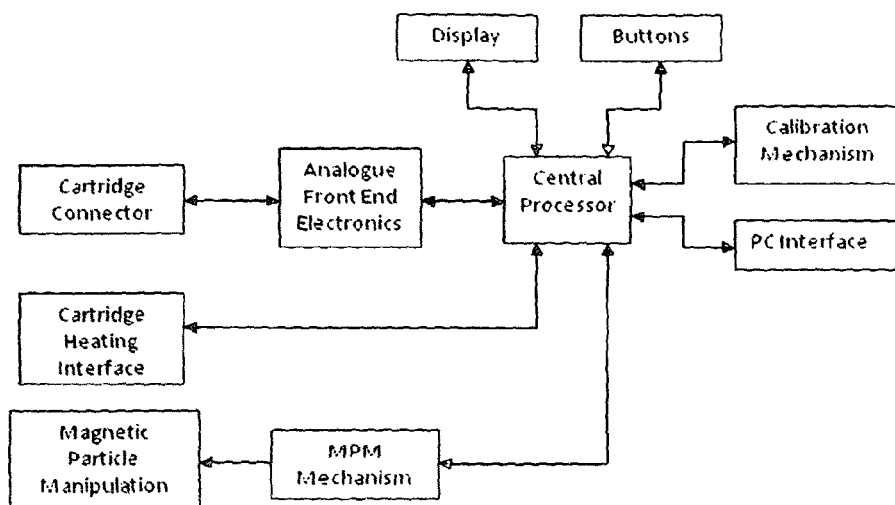 Display
Buttons
Calibration
Mechanism
Analogue
Front End
Electronics
Central
Processor
Cartridge
Connector
PC Interface
Cartridge
Heating
Interface
Magnetic
Particle
Manipulation
MPM
Mechanism